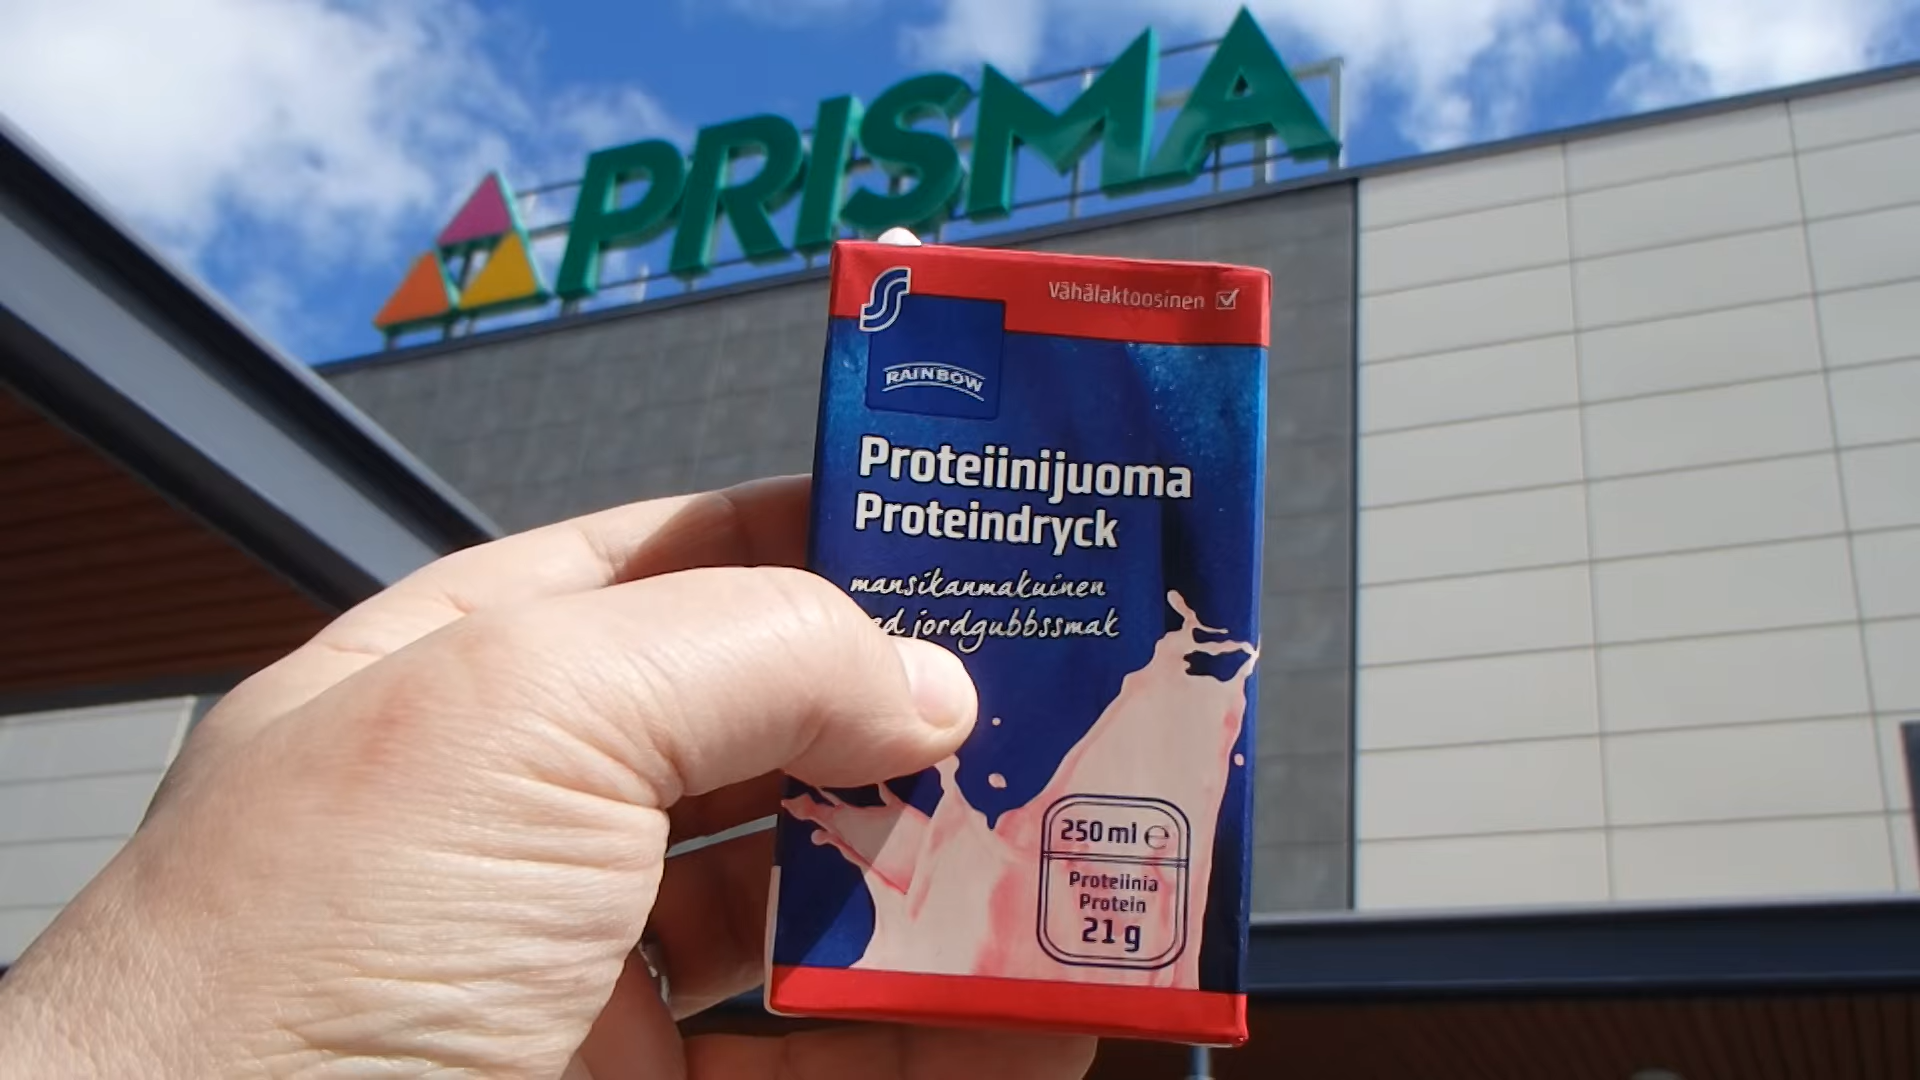 PRISMA
Vähälaktoosinen
RAINBOW
Proteiinijuoma
Proteindryck
mansikanmakuinen
jordgubbssmak
250 ml e
Proteiinia
Protein
21 g